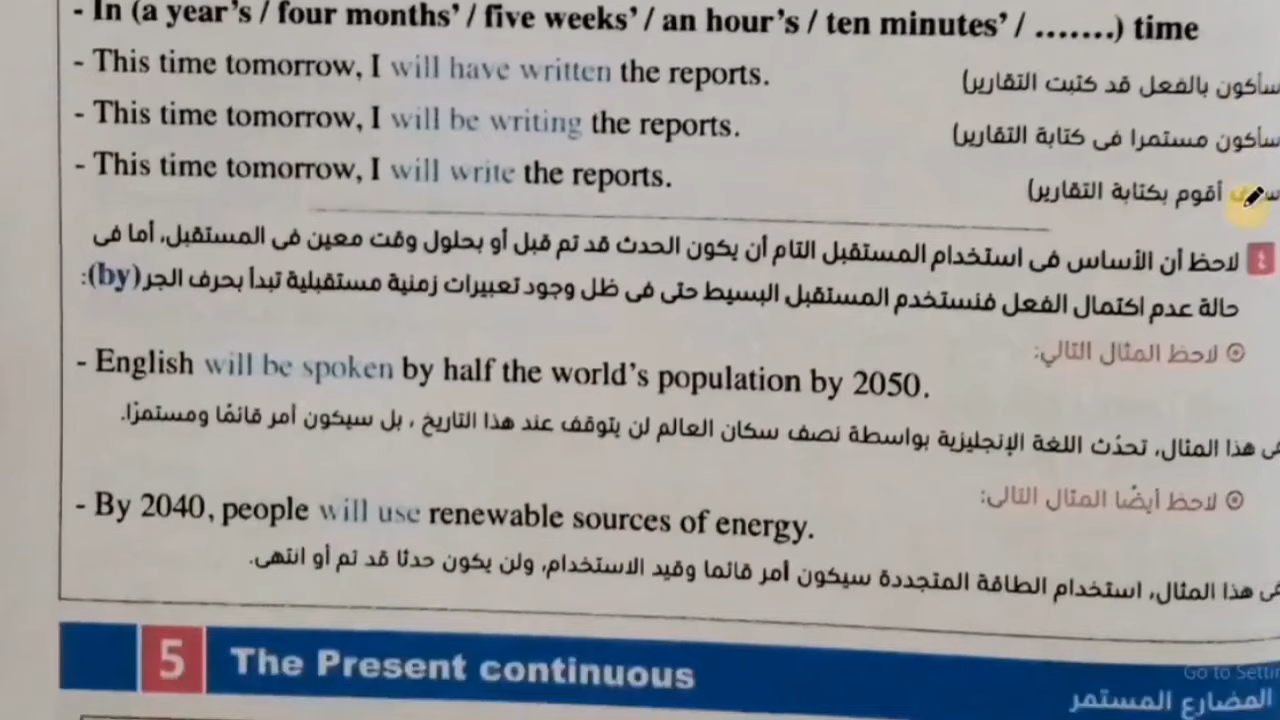 - In (a year's / four months' / five weeks' / an hour's / ten minutes' / .......) time
- This time tomorrow, I will have written the reports.
سأكون بالفعل قد كتبت التقارير)
- This time tomorrow, I will be writing the reports.
سأكون مستمرا فى كتابة التقارير)
- This time tomorrow, I will write the reports.
أقوم بكتابة التقارير)
٤ لاحظ أن الأساس فى استخدام المستقبل التام أن يكون الحدث قد تم قبل أو بحلول وقت معين فى المستقبل، أما فى
حالة عدم اكتمال الفعل فنستخدم المستقبل البسيط حتى فى ظل وجود تعبيرات زمنية مستقبلية تبدأ بحرف الجر (by):
لاحظ المثال التالي:
- English will be spoken by half the world's population by 2050.
فى هذا المثال، تحدُث اللغة الإنجليزية بواسطة نصف سكان العالم لن يتوقف عند هذا التاريخ ، بل سيكون أمر قائمًا ومستمرًا.
لاحظ أيضًا المثال التالى:
- By 2040, people will use renewable sources of energy.
فى هذا المثال، استخدام الطاقة المتجددة سيكون أمر قائما وقيد الاستخدام، ولن يكون حدثا قد تم أو انتهى.
5 The Present continuous
Go to Settin
المضارع المستمر